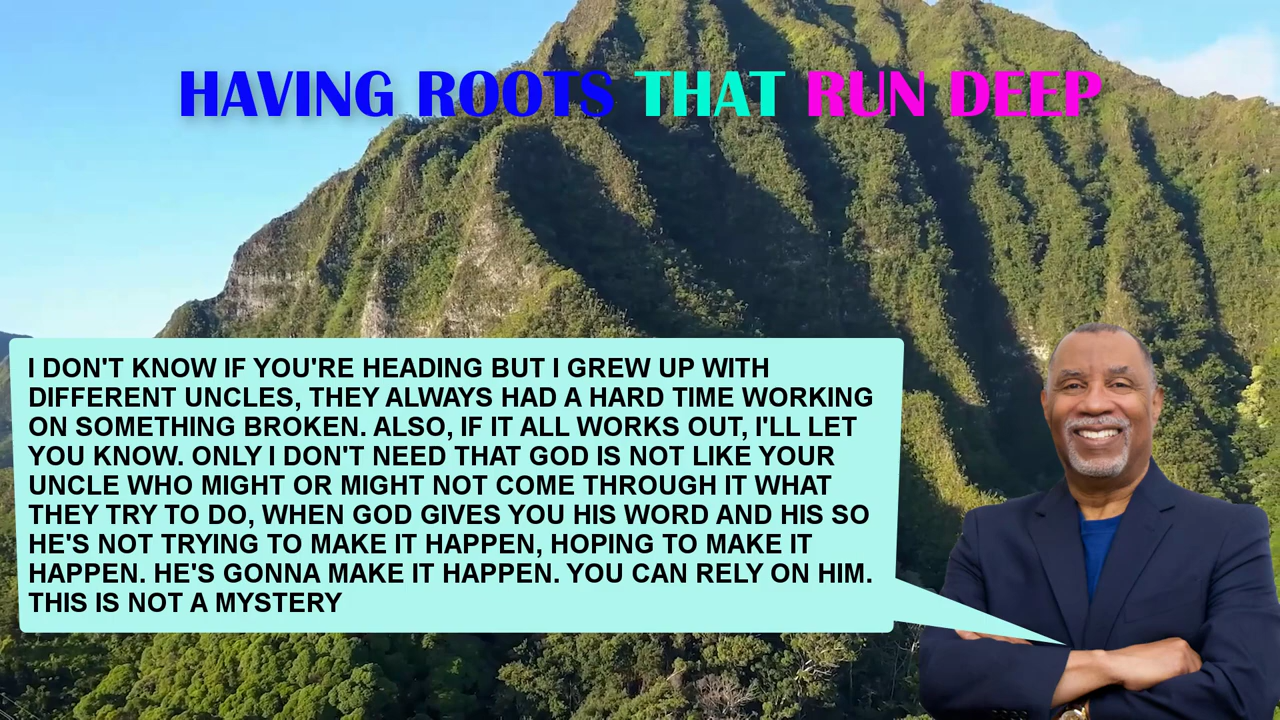 HAVING ROOTS THAT RUN DEEP
I DON'T KNOW IF YOU'RE HEADING BUT I GREW UP WITH
DIFFERENT UNCLES, THEY ALWAYS HAD A HARD TIME WORKING
ON SOMETHING BROKEN. ALSO, IF IT ALL WORKS OUT, I'LL LET
YOU KNOW. ONLY I DON'T NEED THAT GOD IS NOT LIKE YOUR
UNCLE WHO MIGHT OR MIGHT NOT COME THROUGH IT WHAT
THEY TRY TO DO, WHEN GOD GIVES YOU HIS WORD AND HIS SO
HE'S NOT TRYING TO MAKE IT HAPPEN, HOPING TO MAKE IT
HAPPEN. HE'S GONNA MAKE IT HAPPEN. YOU CAN RELY ON HIM.
THIS IS NOT A MYSTERY